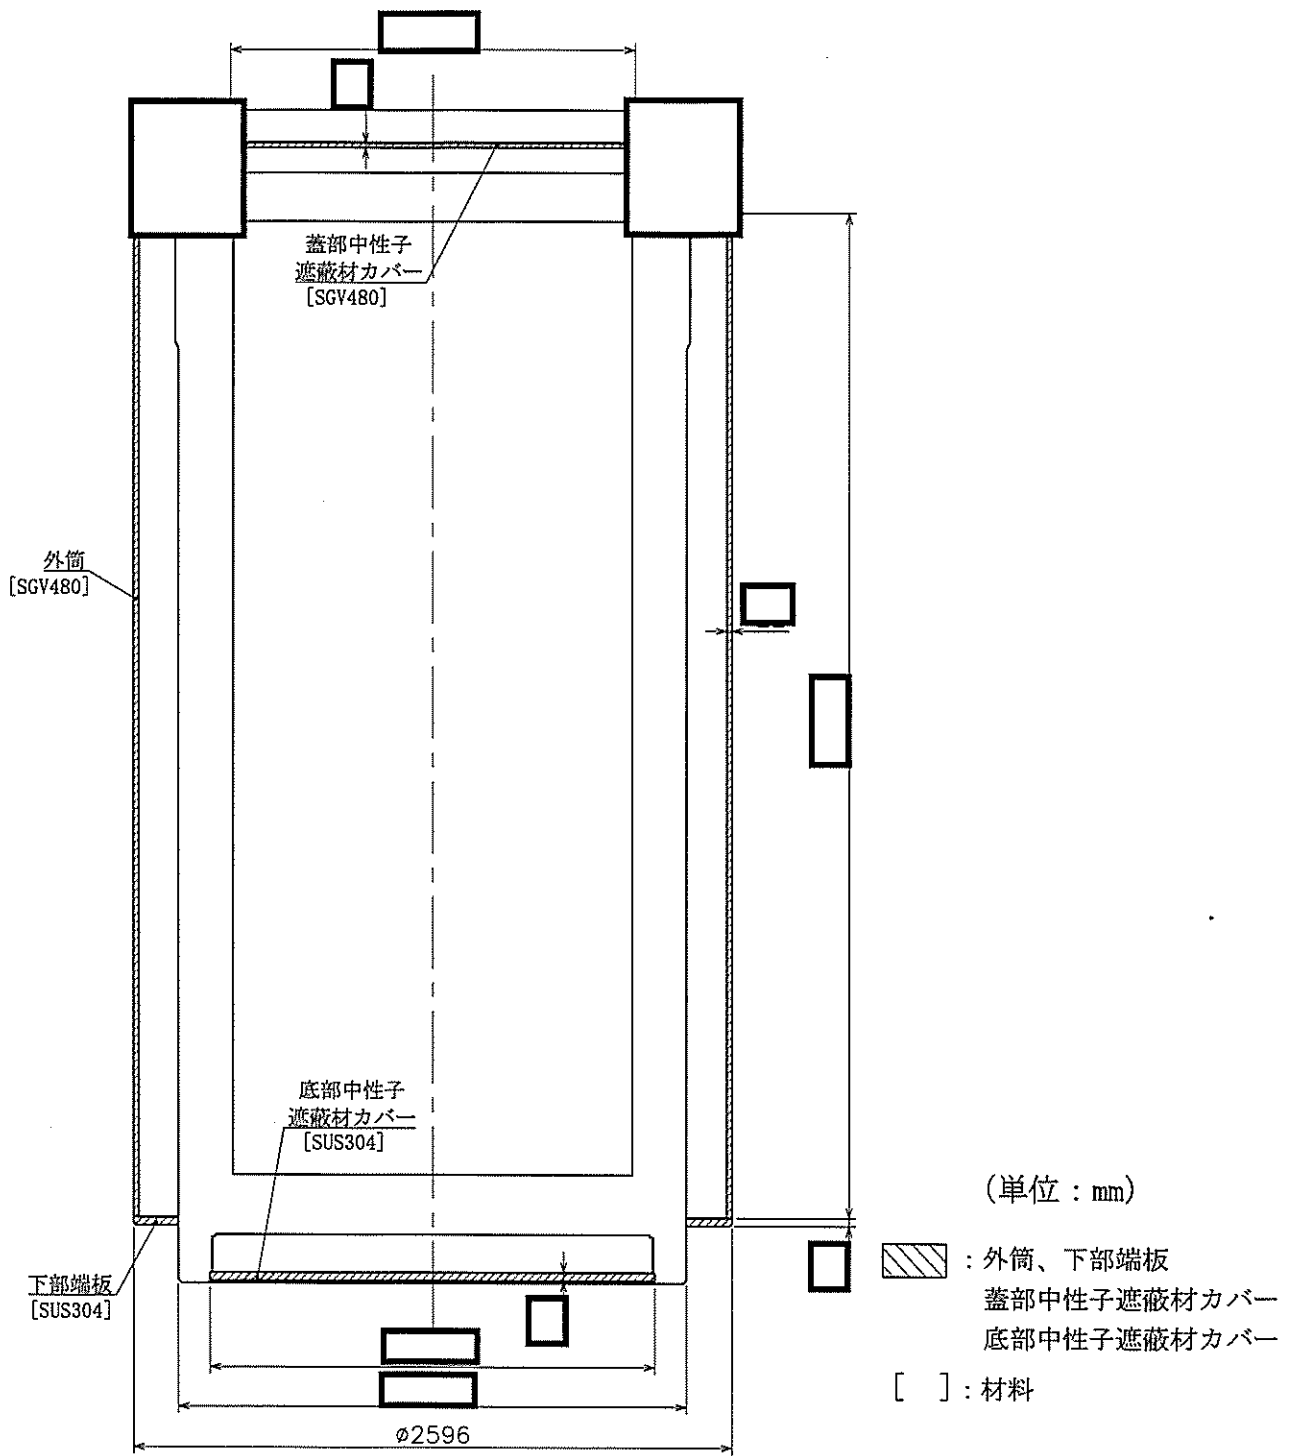 蓋部中性子
遮蔽材カバー
[SGV480]
外筒
[SGV480]
底部中性子
遮蔽材カバー
[SUS304]
下部端板
[SUS304]
(単位:mm)
:外筒、下部端板
蓋部中性子遮蔽材カバー
底部中性子遮蔽材カバー
[ ]:材料
ø2596